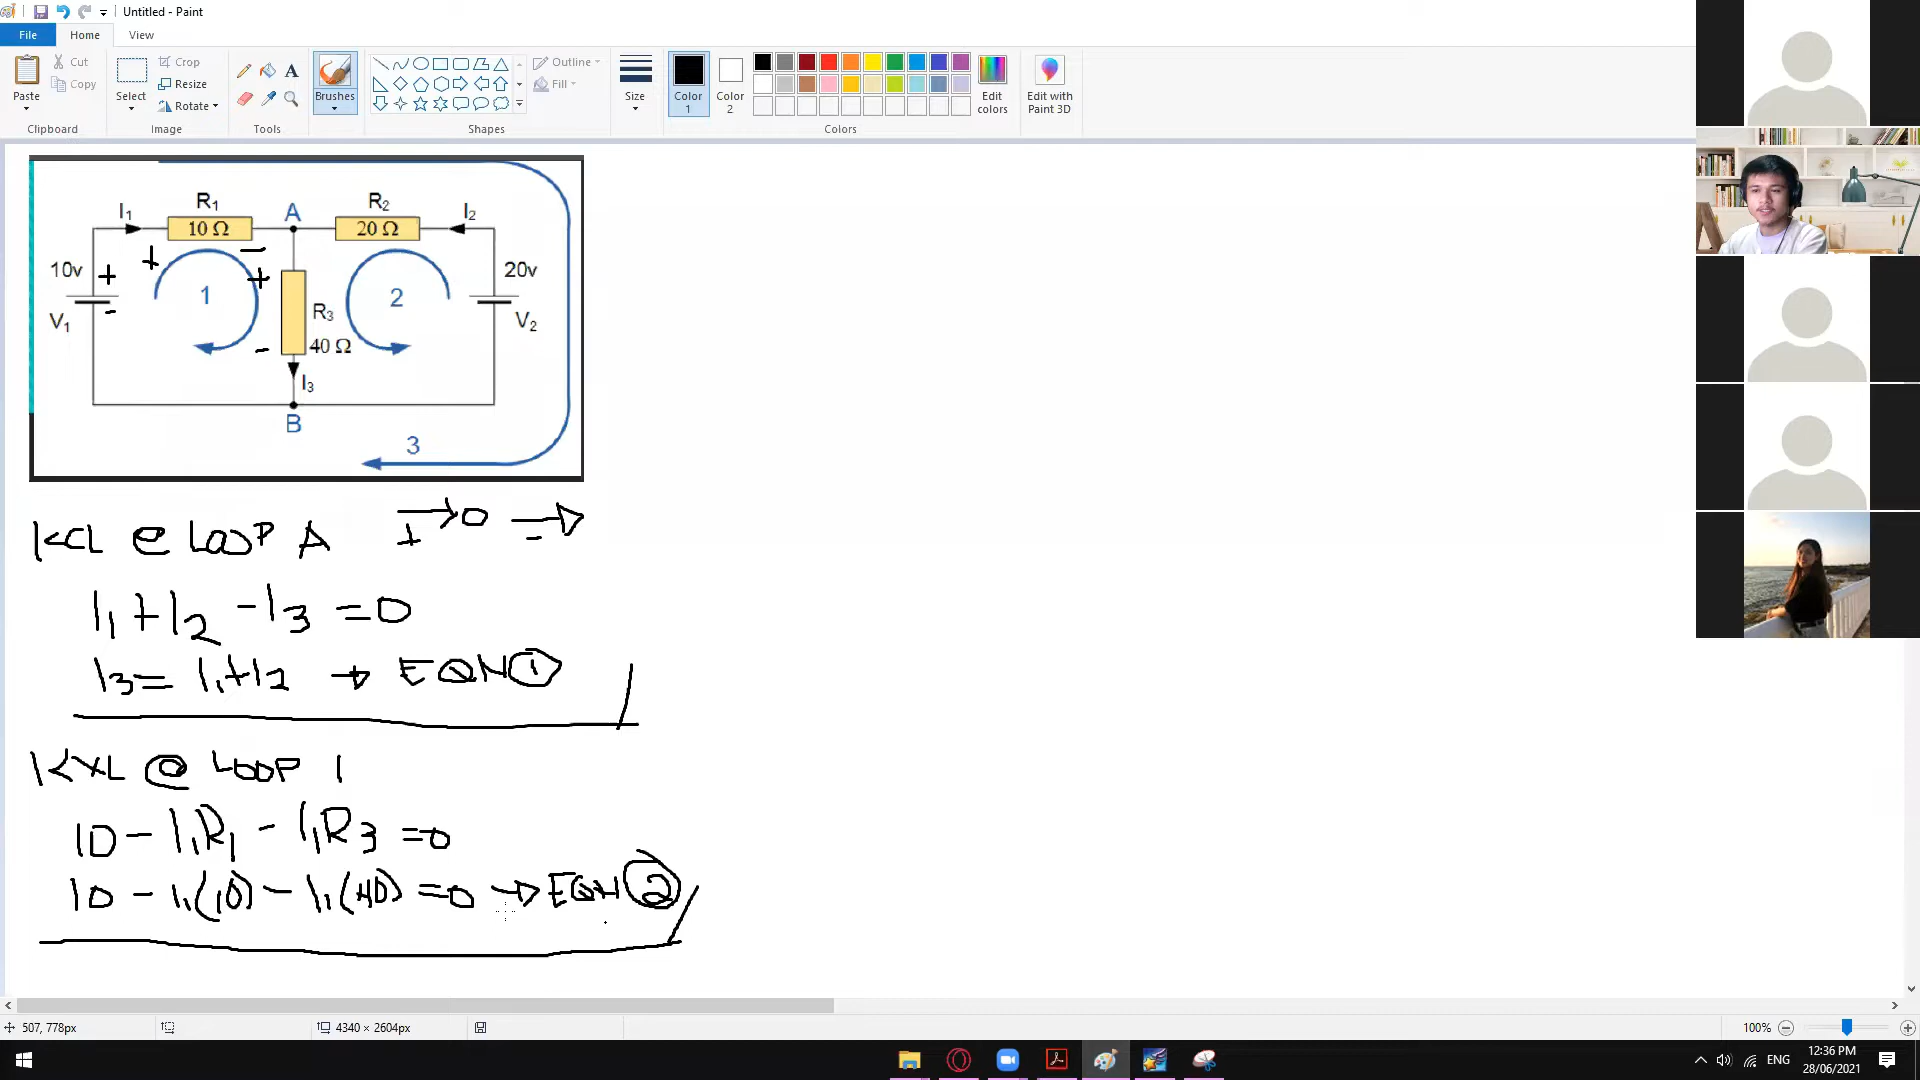 Untitled - Paint
File Home View
Paste Cut Copy
Clipboard
Select Crop Resize Rotate
Image
Tools
Brushes
Shapes
Outline Fill
Size
Color 1
Color 2
Edit colors
Colors
Edit with Paint 3D
I1 R1 A R2 I2
10 Ω 20 Ω
+ −
10v + + 20v
1 2
V1 - R3 V2
- 40 Ω
I3
B
3
KCL @ LOOP A + → 0 → -
I1 + I2 - I3 = 0
I3 = I1 + I2 → EQN ①
KVL @ LOOP 1
10 - I1R1 - I1R3 = 0
10 - I1(10) - I1(40) = 0 → EQN ②
507, 778px 4340 × 2604px 100%
ENG 12:36 PM
28/06/2021